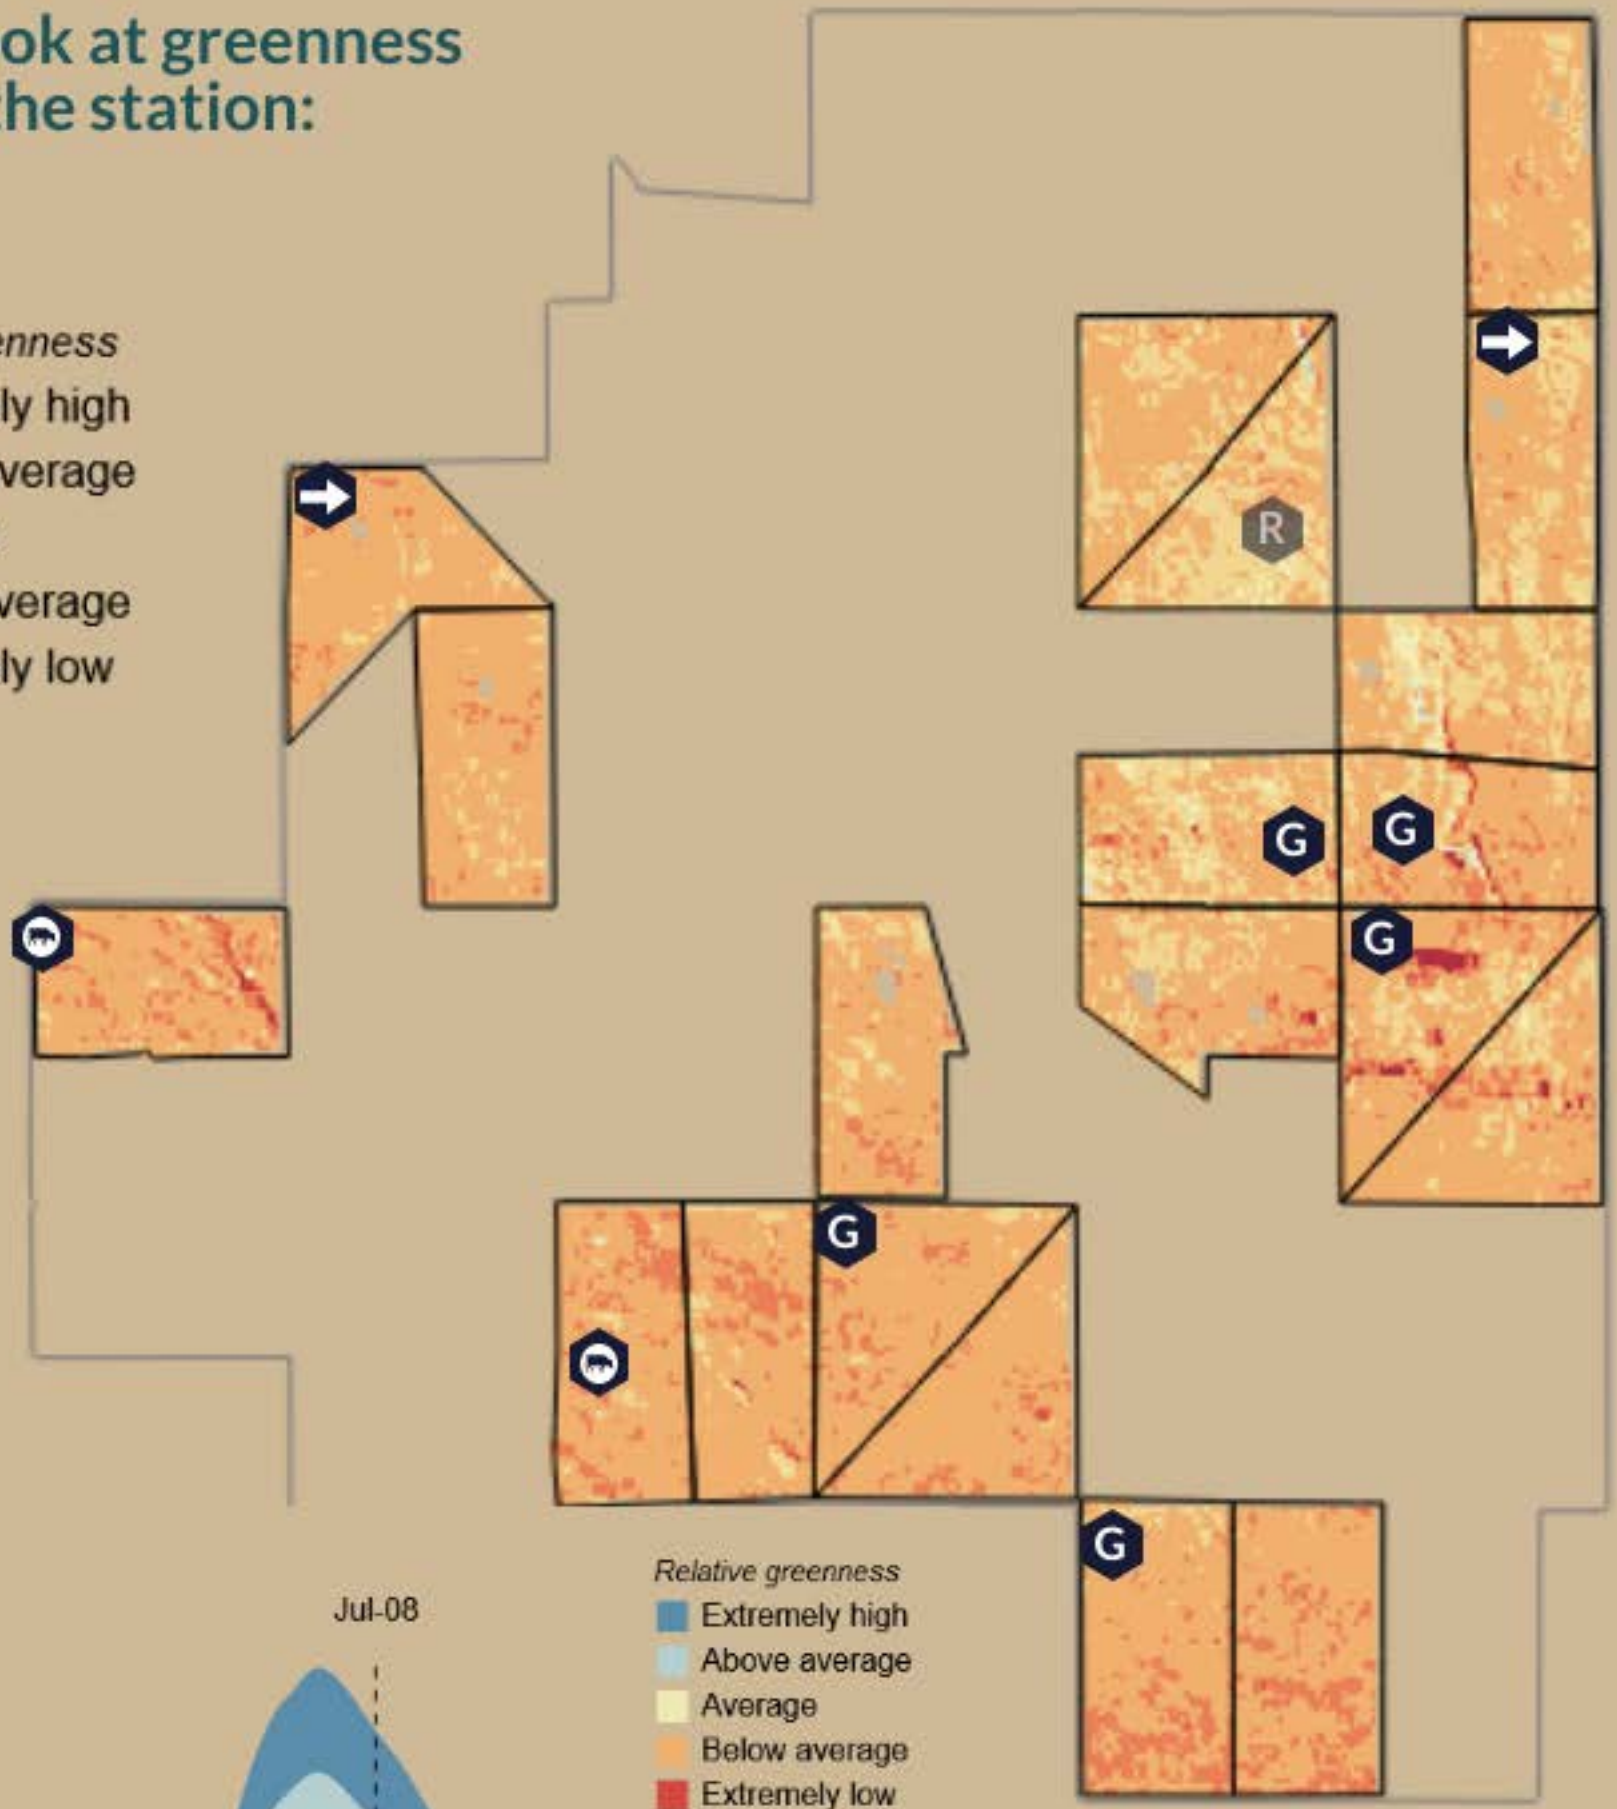 ok at greenness
the station:
enness
ly high
verage
verage
ly low
R
G
G
G
G
G
Jul-08
Relative greenness
Extremely high
Above average
Average
Below average
Extremely low